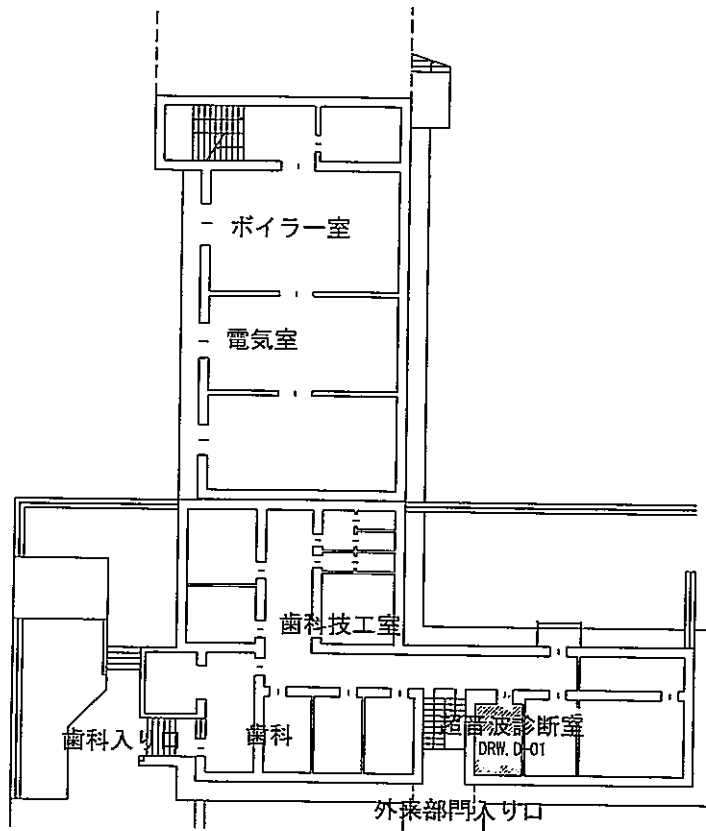 ボイラー室
電気室
歯科技工室
歯科入り口
歯科
超音波診断室
DRW. D-01
外来部門入り口